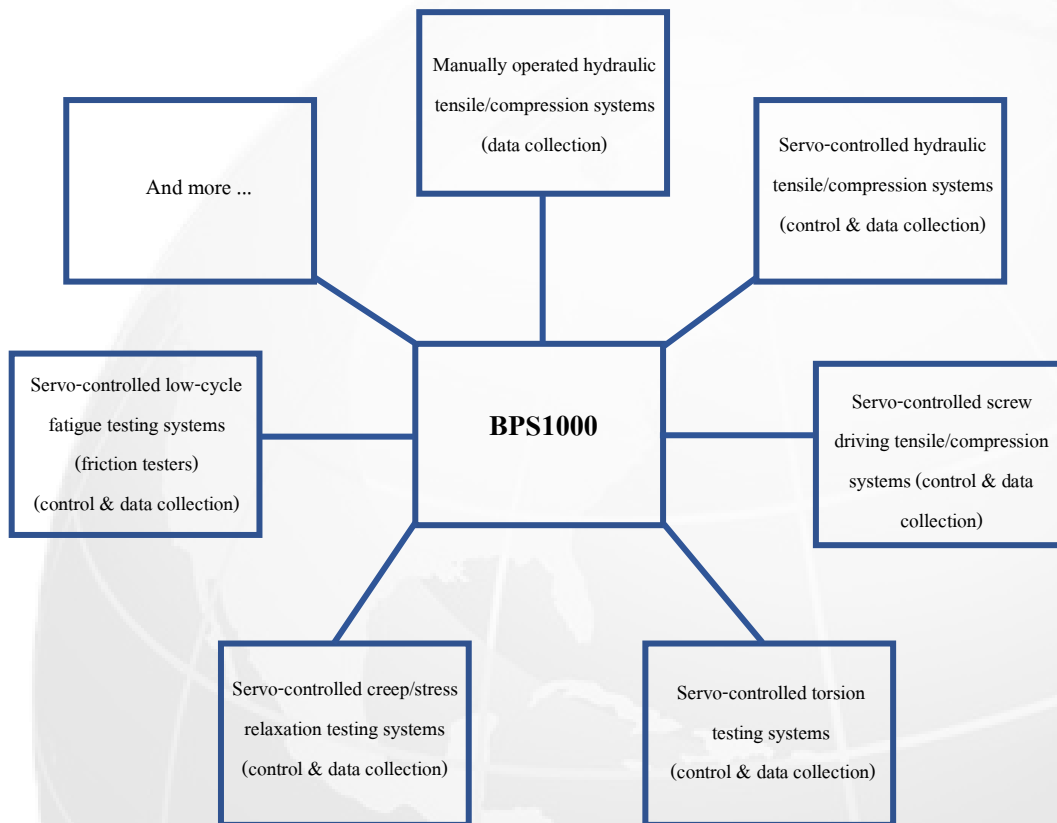 Manually operated hydraulic
tensile/compression systems
(data collection)
And more ...
Servo-controlled hydraulic
tensile/compression systems
(control & data collection)
Servo-controlled low-cycle
fatigue testing systems
(friction testers)
(control & data collection)
BPS1000
Servo-controlled screw
driving tensile/compression
systems (control & data
collection)
Servo-controlled creep/stress
relaxation testing systems
(control & data collection)
Servo-controlled torsion
testing systems
(control & data collection)